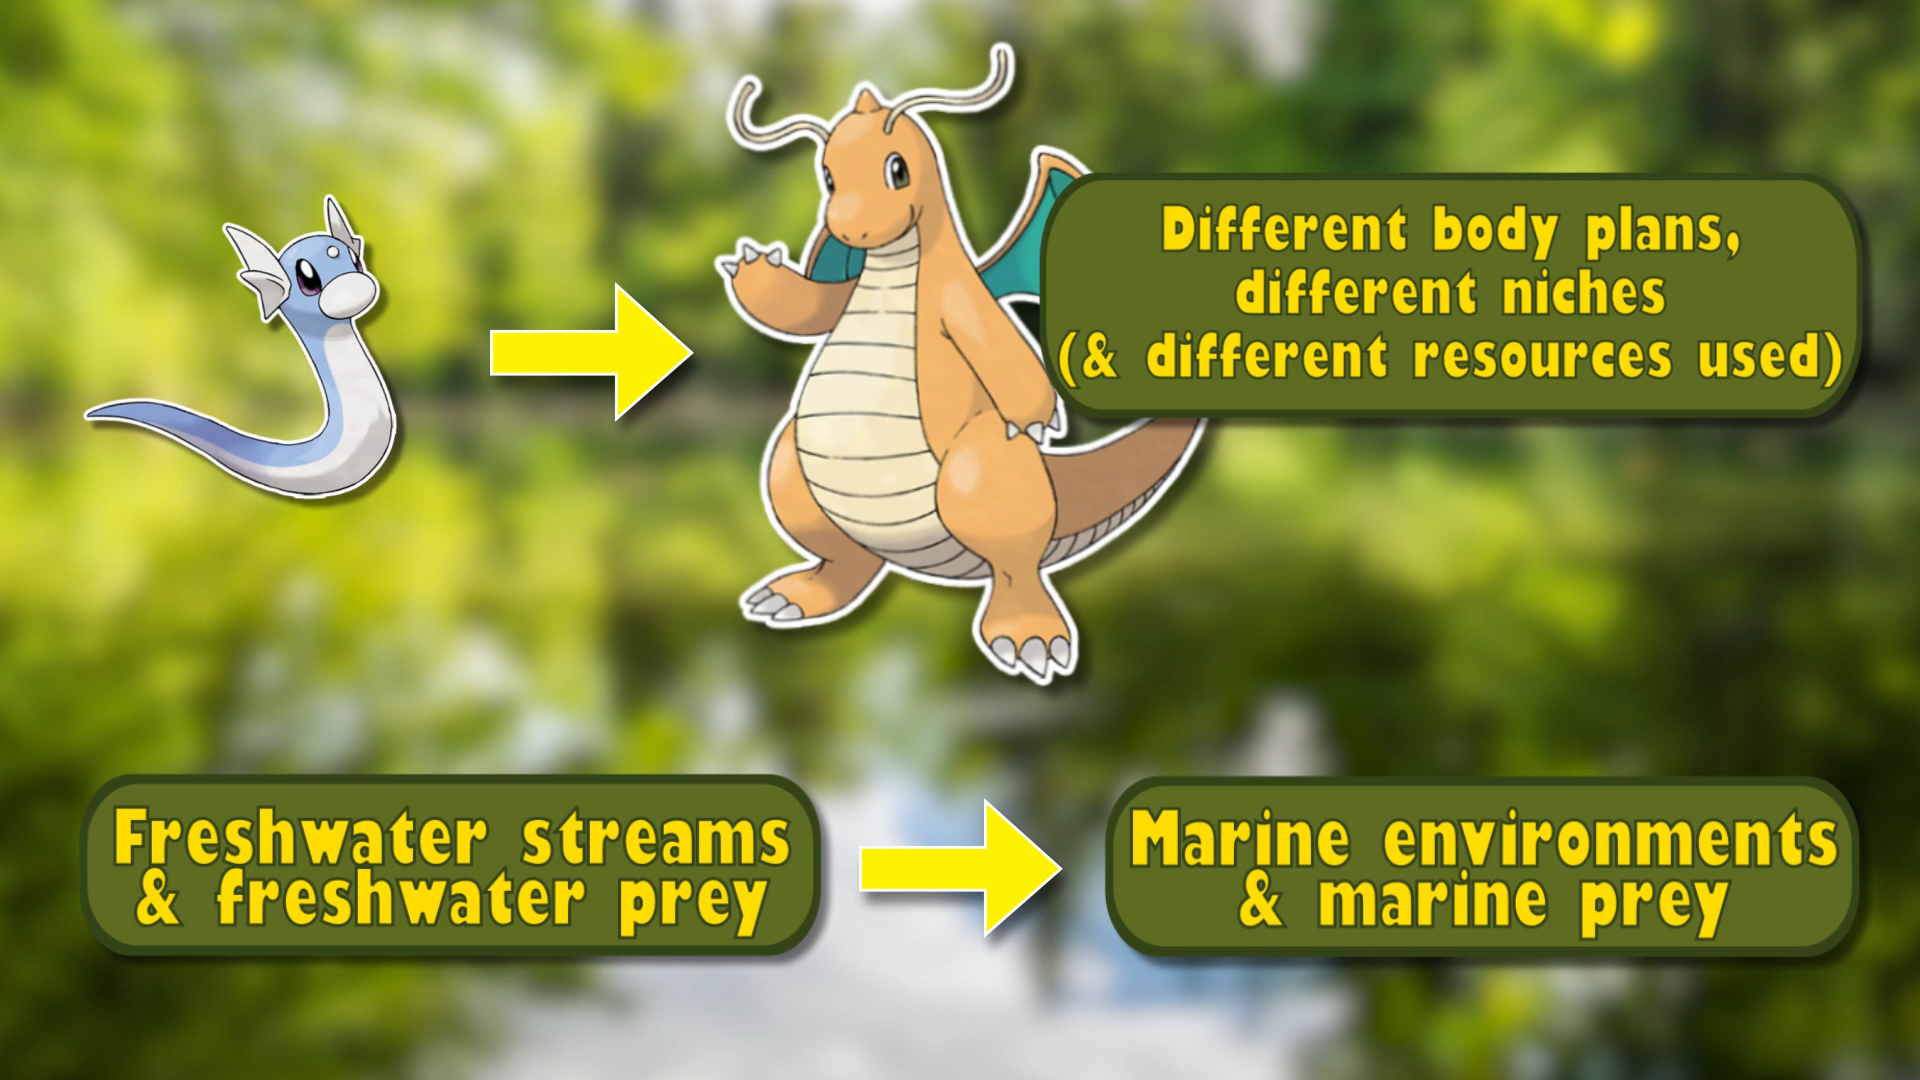 Different body plans,
different niches
(& different resources used)
Freshwater streams
& freshwater prey
Marine environments
& marine prey